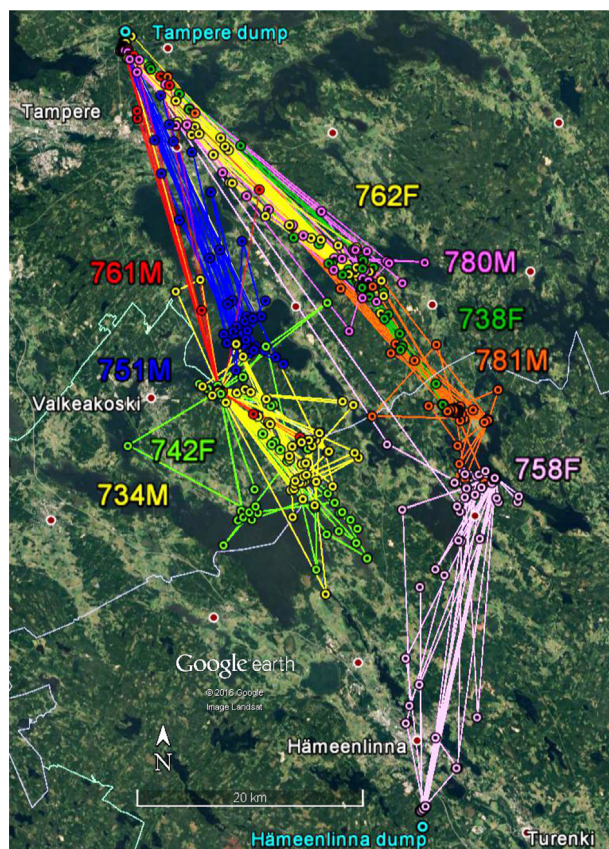 Tampere dump
Tampere
762F
780M
761M
738F
781M
751M
Valkeakoski
742F
758F
734M
Google earth
© 2016 Google
Image Landsat
N
Hämeenlinna
20 km
Hämeenlinna dump
Turenki